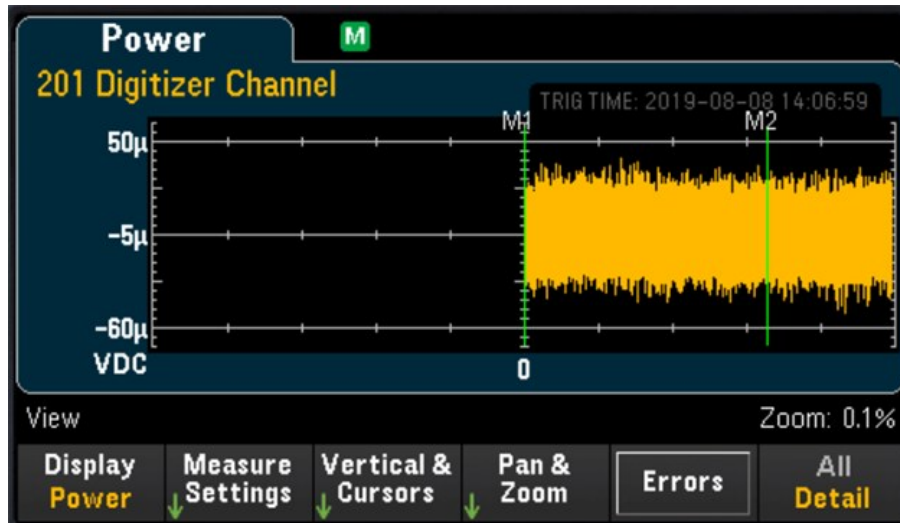 Power M
201 Digitizer Channel
TRIG TIME: 2019-08-08 14:06:59
M1 M2
50μ
-5μ
-60μ
VDC 0
View Zoom: 0.1%
Display Measure Vertical & Pan & Errors All
Power Settings Cursors Zoom Detail